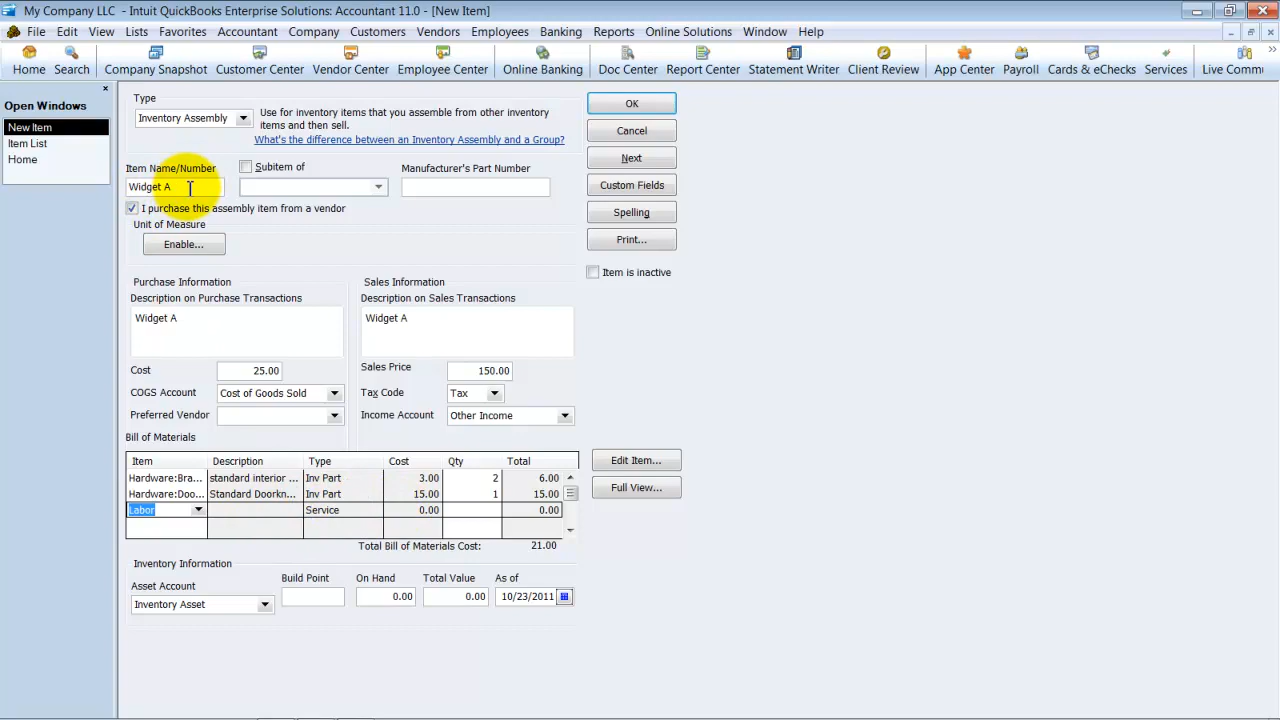 My Company LLC - Intuit QuickBooks Enterprise Solutions: Accountant 11.0 - [New Item]
File Edit View Lists Favorites Accountant Company Customers Vendors Employees Banking Reports Online Solutions Window Help
Home Search Company Snapshot Customer Center Vendor Center Employee Center Online Banking Doc Center Report Center Statement Writer Client Review App Center Payroll Cards & eChecks Services Live Commu
Open Windows
New Item
Item List
Home
Type
Inventory Assembly
Use for inventory items that you assemble from other inventory
items and then sell.
What's the difference between an Inventory Assembly and a Group?
OK
Cancel
Next
Custom Fields
Spelling
Print...
Item is inactive
Item Name/Number Subitem of Manufacturer's Part Number
Widget A
I purchase this assembly item from a vendor
Unit of Measure
Enable...
Purchase Information
Description on Purchase Transactions
Widget A
Cost 25.00
COGS Account Cost of Goods Sold
Preferred Vendor
Sales Information
Description on Sales Transactions
Widget A
Sales Price 150.00
Tax Code Tax
Income Account Other Income
Bill of Materials
Item Description Type Cost Qty Total
Hardware:Bra... standard interior ... Inv Part 3.00 2 6.00
Hardware:Doo... Standard Doorkn... Inv Part 15.00 1 15.00
Labor Service 0.00 0.00
Total Bill of Materials Cost: 21.00
Edit Item...
Full View...
Inventory Information
Asset Account Build Point On Hand Total Value As of
Inventory Asset 0.00 0.00 10/23/2011